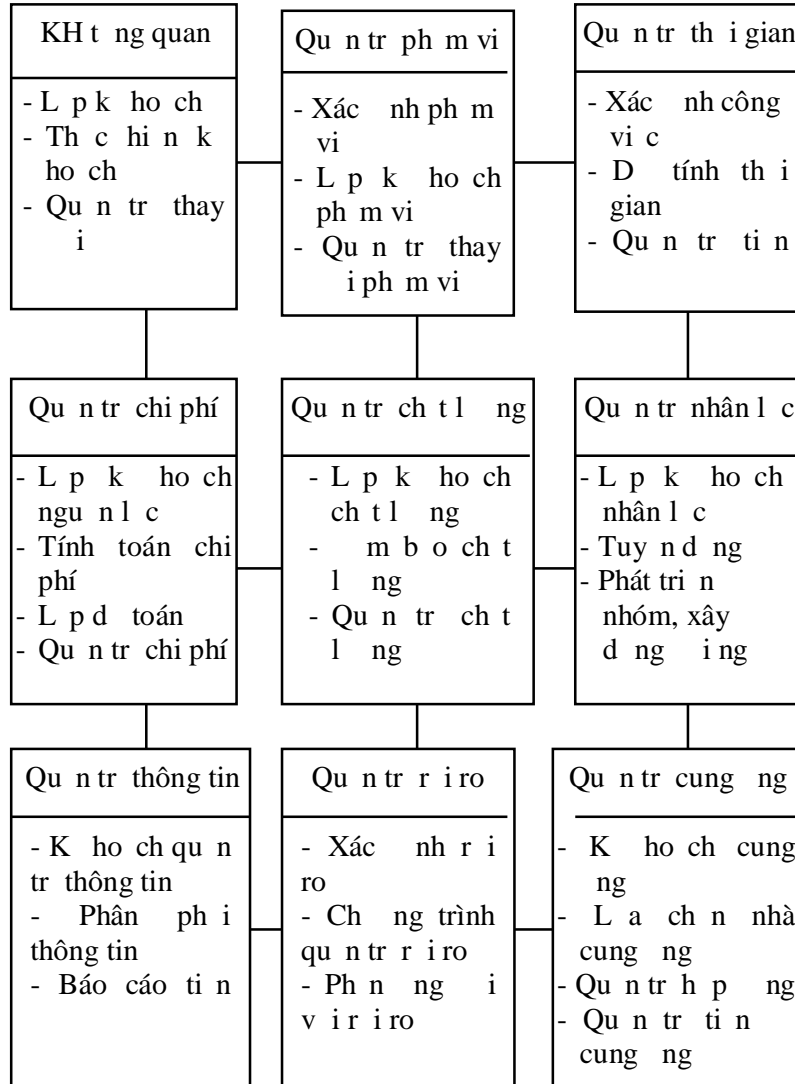 KH t ng quan
- L p k ho ch
- Th c hi n k
ho ch
- Qu n tr thay
i
Qu n tr ph m vi
- Xác nh ph m
vi
- L p k ho ch
ph m vi
- Qu n tr thay
i ph m vi
Qu n tr th i gian
- Xác nh công
vi c
- D tính th i
gian
- Qu n tr ti n
Qu n tr chi phí
- L p k ho ch
ngu n l c
- Tính toán chi
phí
- L p d toán
- Qu n tr chi phí
Qu n tr ch t l ng
- L p k ho ch
ch t l ng
- m b o ch t
l ng
- Qu n tr ch t
l ng
Qu n tr nhân l c
- L p k ho ch
nhân l c
- Tuy n d ng
- Phát tri n
nhóm, xây
d ng i ng
Qu n tr thông tin
- K ho ch qu n
tr thông tin
- Phân ph i
thông tin
- Báo cáo ti n
Qu n tr r i ro
- Xác nh r i
ro
- Ch ng trình
qu n tr r i ro
- Ph n ng i
v i r i ro
Qu n tr cung ng
- K ho ch cung
ng
- L a ch n nhà
cung ng
- Qu n tr h p ng
- Qu n tr ti n
cung ng